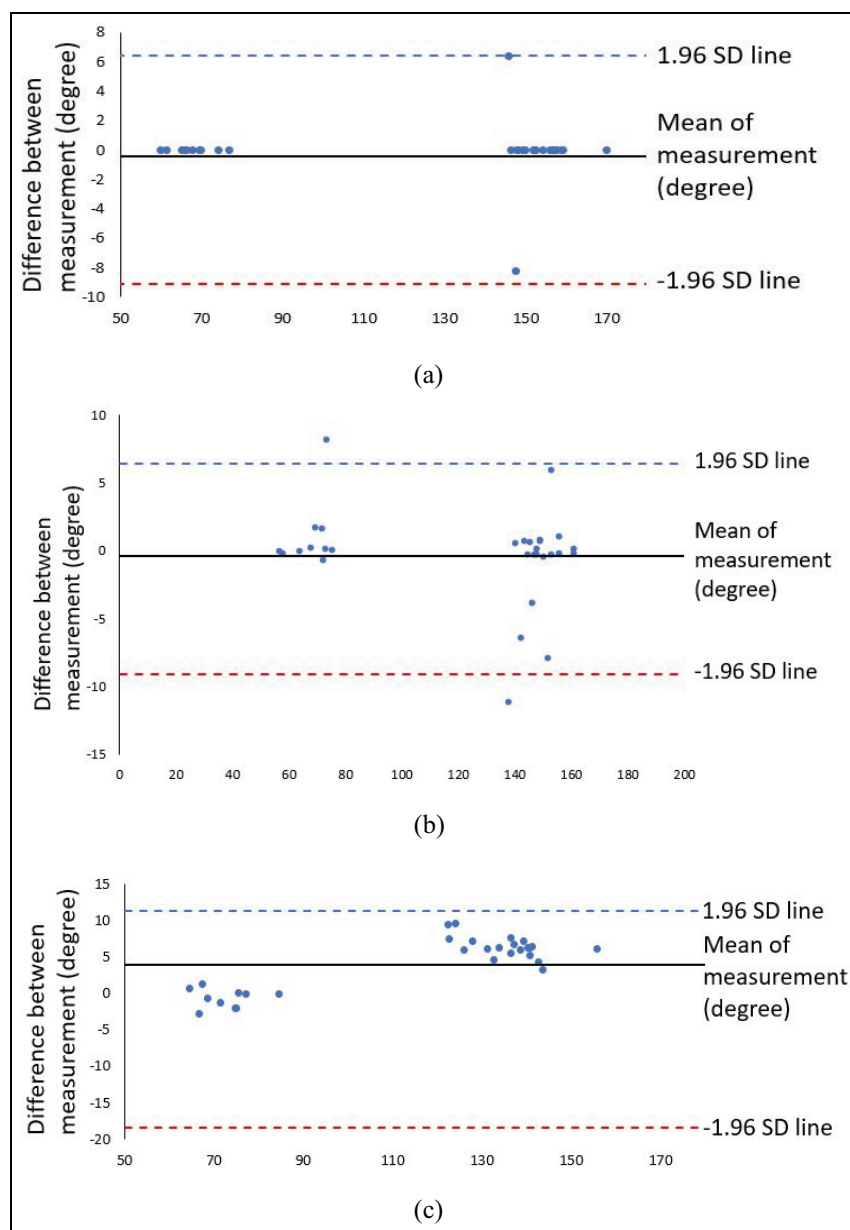 8
6
4
2
0
-2
-4
-6
-8
-10
Difference between
measurement (degree)
1.96 SD line
Mean of
measurement
(degree)
-1.96 SD line
50 70 90 110 130 150 170
(a)
10
5
0
-5
-10
-15
Difference between
measurement (degree)
1.96 SD line
Mean of
measurement
(degree)
-1.96 SD line
0 20 40 60 80 100 120 140 160 180 200
(b)
15
10
5
0
-5
-10
-15
-20
Difference between
measurement (degree)
1.96 SD line
Mean of
measurement
(degree)
-1.96 SD line
50 70 90 110 130 150 170
(c)